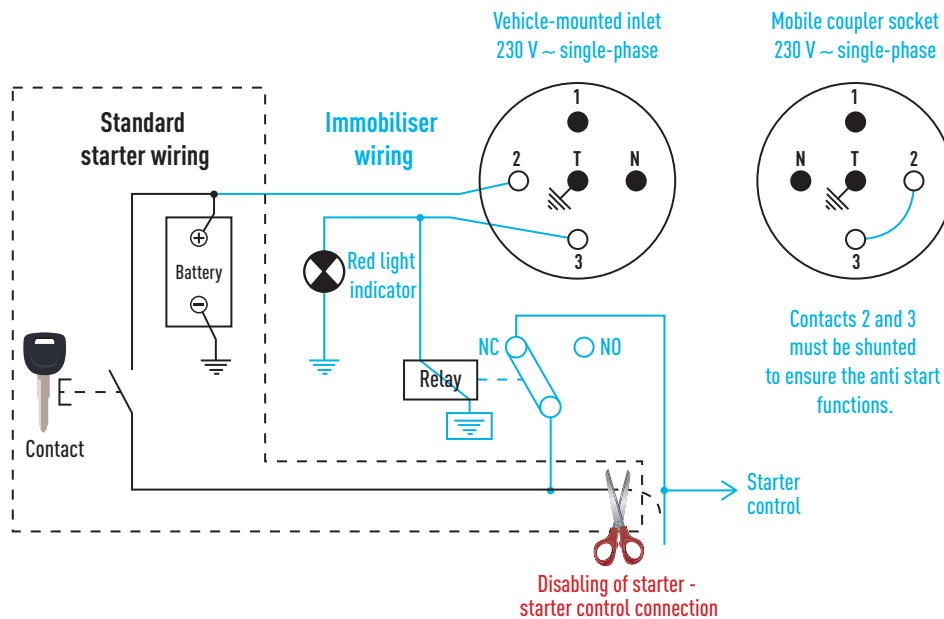 Vehicle-mounted inlet
230 V ~ single-phase
Mobile coupler socket
230 V ~ single-phase
1
2
T
N
3
1
N
T
2
3
Standard
starter wiring
Immobiliser
wiring
Battery
Red light
indicator
Contact
Relay
NC
NO
Contacts 2 and 3
must be shunted
to ensure the anti start
functions.
Starter
control
Disabling of starter -
starter control connection